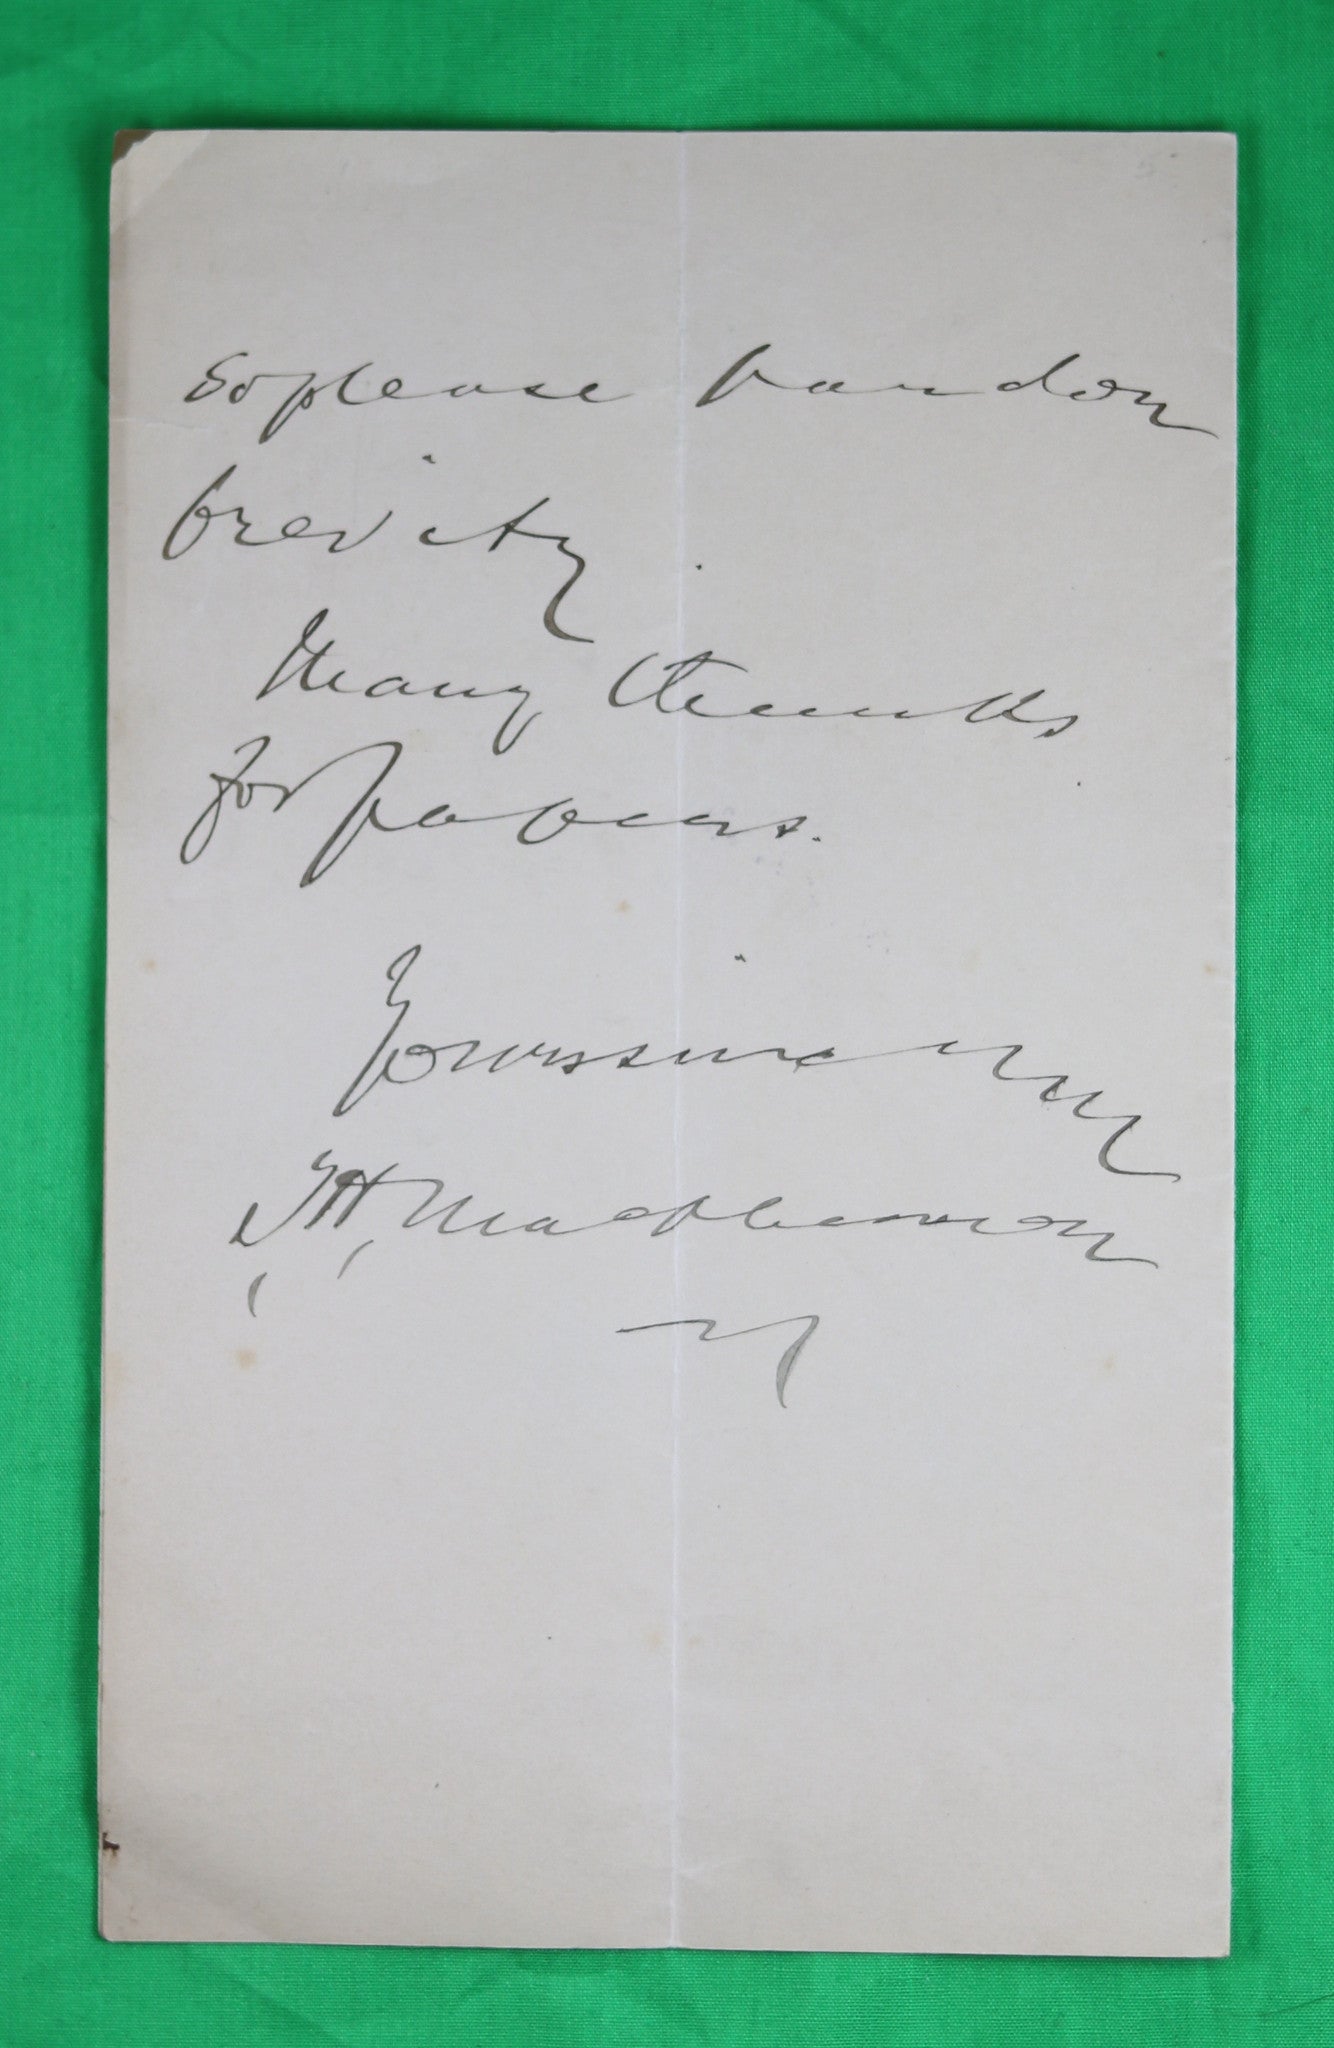 So please pardon
brevity.
Many thanks
for papers.
Yours sincerely
J H, Macpherson